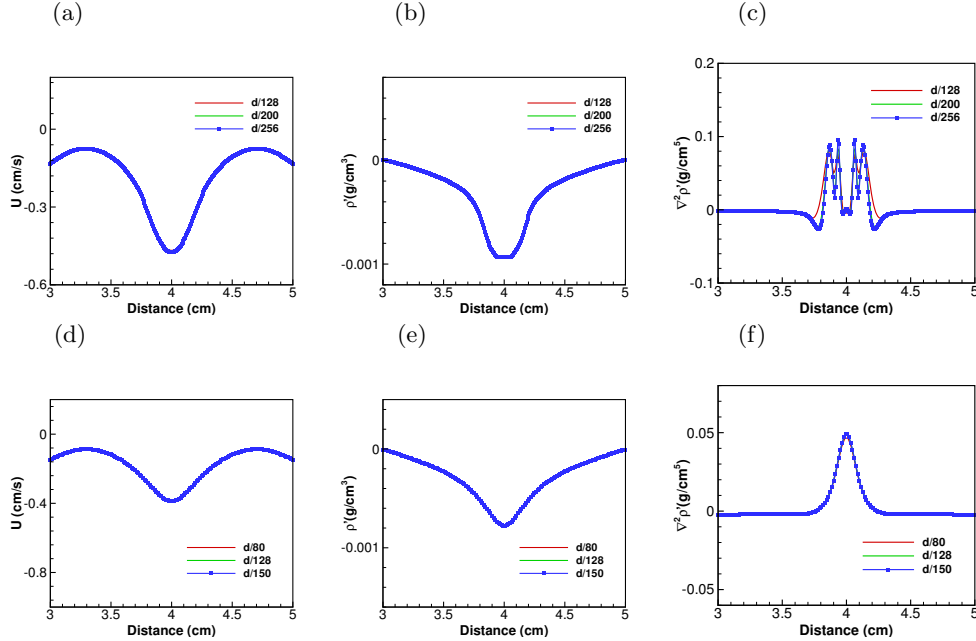 (a)
(b)
(c)
0
-0.3
-0.6
U (cm/s)
d/128
d/200
d/256
3
3.5
4
4.5
5
Distance (cm)
0
-0.001
ρ'(g/cm³)
d/128
d/200
d/256
3
3.5
4
4.5
5
Distance (cm)
0.2
0.1
0
-0.1
∇²ρ'(g/cm⁵)
d/128
d/200
d/256
3
3.5
4
4.5
5
Distance (cm)
(d)
(e)
(f)
0
-0.4
-0.8
U (cm/s)
d/80
d/128
d/150
3
3.5
4
4.5
5
Distance (cm)
0
-0.001
ρ'(g/cm³)
d/80
d/128
d/150
3
3.5
4
4.5
5
Distance (cm)
0.05
0
-0.05
∇²ρ'(g/cm⁵)
d/80
d/128
d/150
3
3.5
4
4.5
5
Distance (cm)